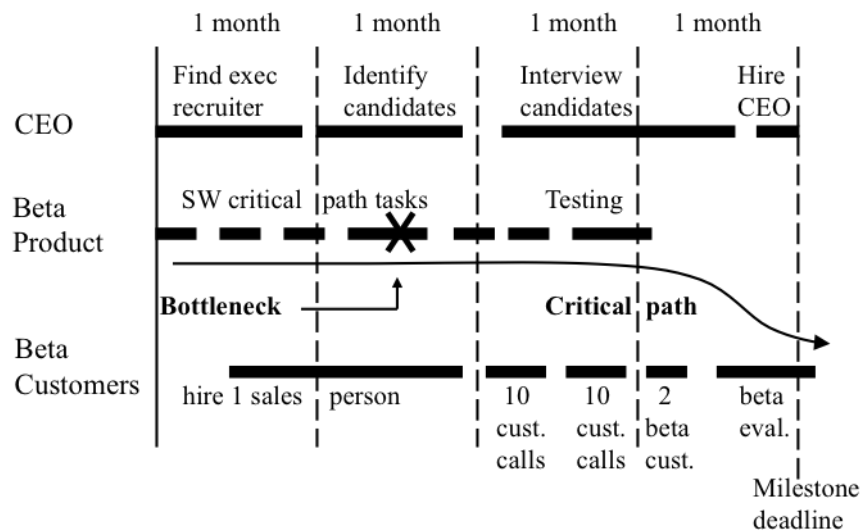 1 month 1 month 1 month 1 month
Find exec Identify Interview Hire
recruiter candidates candidates CEO
CEO
Beta SW critical path tasks Testing
Product
Bottleneck Critical path
Beta
Customers
hire 1 sales person 10 10 2 beta
cust. cust. beta eval.
calls calls cust.
Milestone
deadline